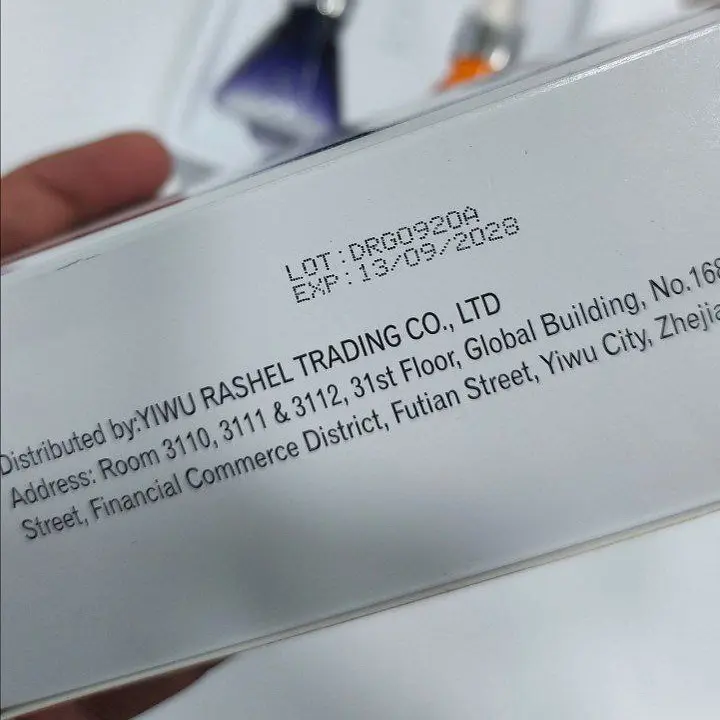 LOT:DRG0920A
EXP:13/09/2028
Distributed by:YIWU RASHEL TRADING CO., LTD
Address: Room 3110, 3111 & 3112, 31st Floor, Global Building, No.168
Street, Financial Commerce District, Futian Street, Yiwu City,